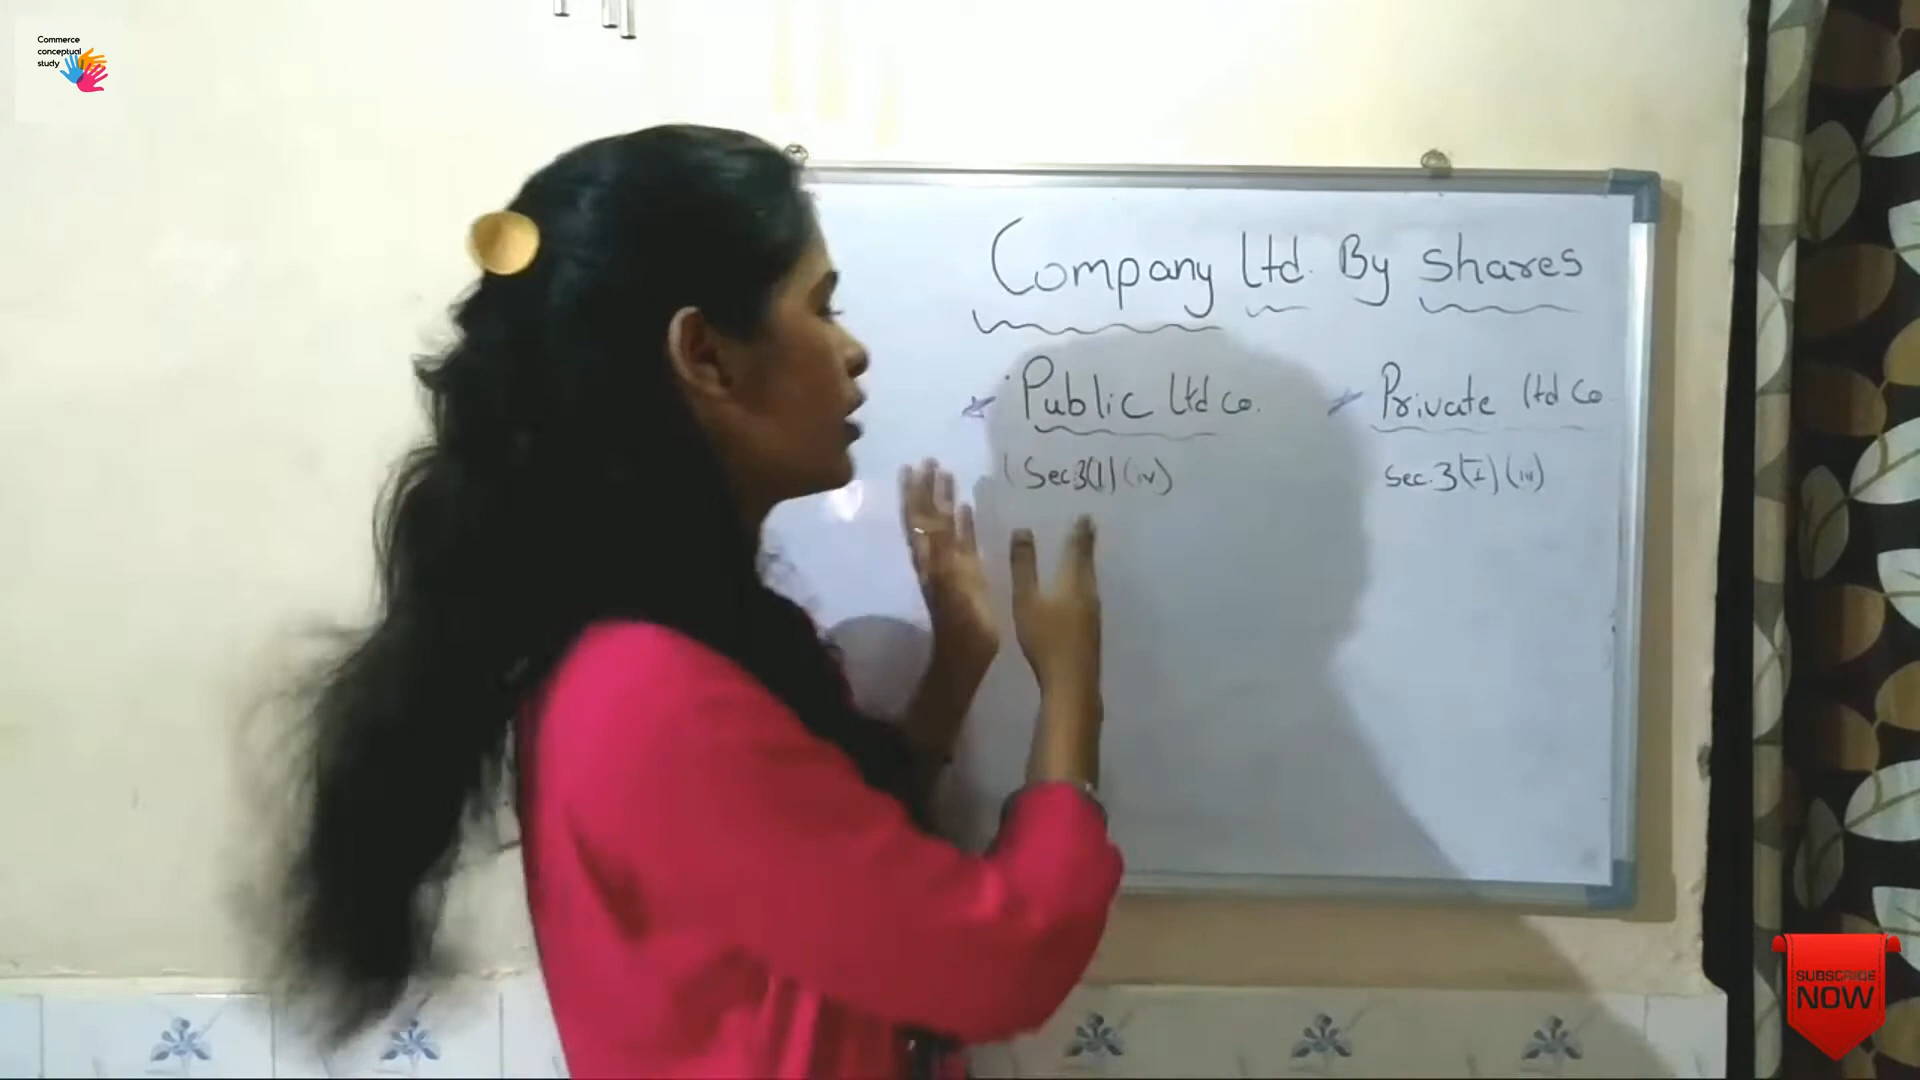 Commerce
conceptual
study
Company Ltd. By shares
Public Ltd Co.
Private Ltd Co
(Sec.3(1)(iv)
Sec.3(I)(iii)
SUBSCRIBE
NOW